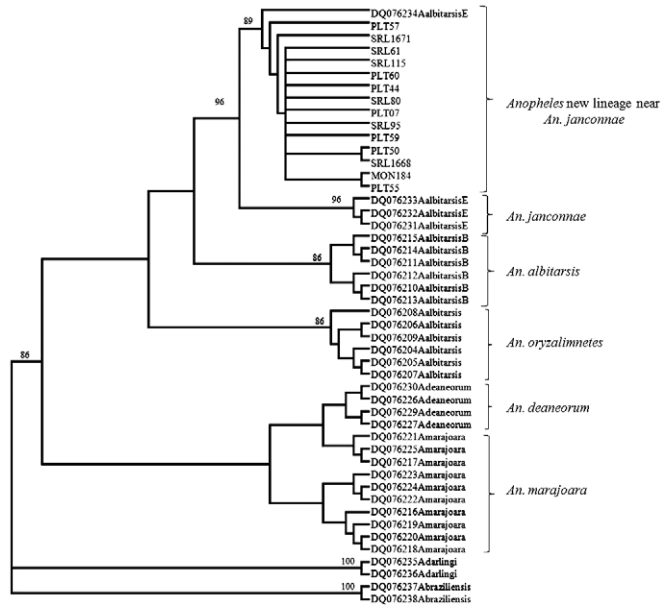 89
DQ076234AalbitarsisE
PLT57
SRL1671
SRL61
SRL115
PLT60
PLT44
SRL80
PLT07
SRL95
PLT59
PLT50
SRL1668
MON184
PLT55
Anopheles new lineage near
An. janconnae
96
96
DQ076233AalbitarsisE
DQ076232AalbitarsisE
DQ076231AalbitarsisE
An. janconnae
86
DQ076215AalbitarsisB
DQ076214AalbitarsisB
DQ076211AalbitarsisB
DQ076212AalbitarsisB
DQ076210AalbitarsisB
DQ076213AalbitarsisB
An. albitarsis
86
DQ076208Aalbitarsis
DQ076206Aalbitarsis
DQ076209Aalbitarsis
DQ076204Aalbitarsis
DQ076205Aalbitarsis
DQ076207Aalbitarsis
An. oryzalimnetes
86
DQ076230Adeaneorum
DQ076226Adeaneorum
DQ076229Adeaneorum
DQ076227Adeaneorum
An. deaneorum
DQ076221Amarajoara
DQ076225Amarajoara
DQ076217Amarajoara
DQ076223Amarajoara
DQ076224Amarajoara
DQ076222Amarajoara
DQ076216Amarajoara
DQ076219Amarajoara
DQ076220Amarajoara
DQ076218Amarajoara
An. marajoara
100
DQ076235Adarlingi
DQ076236Adarlingi
100
DQ076237Abraziliensis
DQ076238Abraziliensis